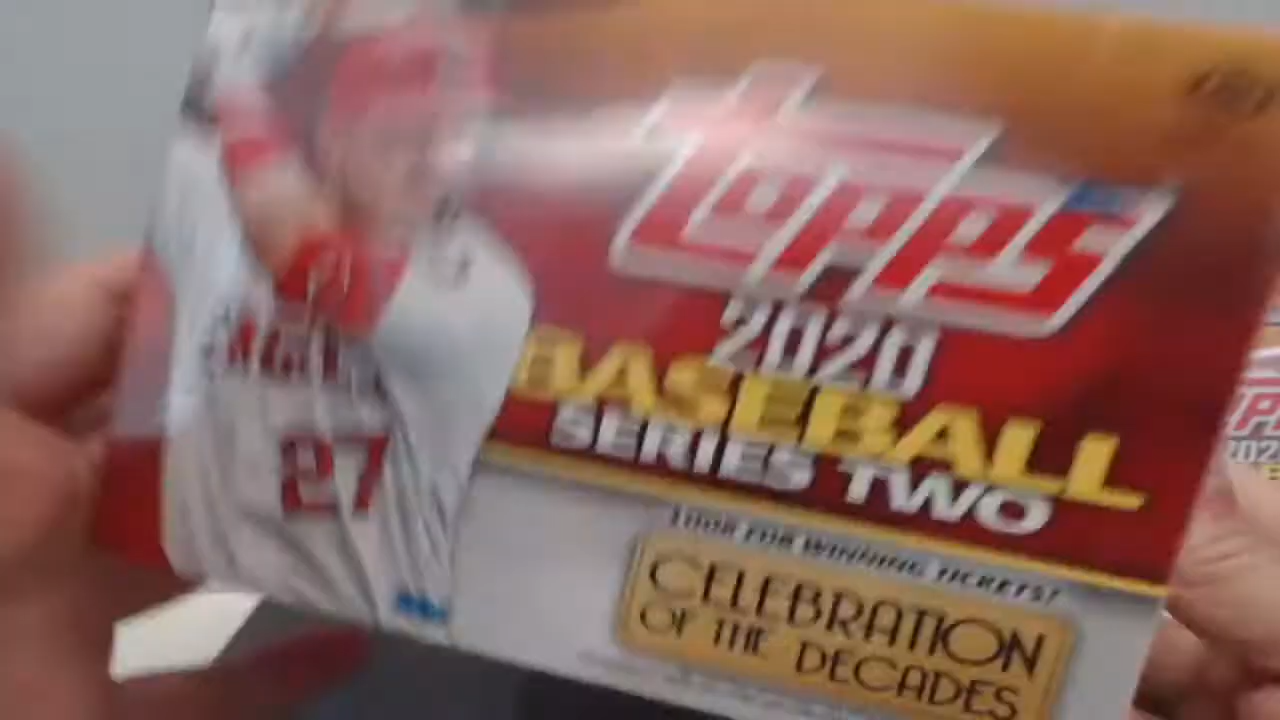 Topps
2020
BASEBALL
SERIES TWO
LOOK FOR WINNING TICKETS!
CELEBRATION
OF THE DECADES
27